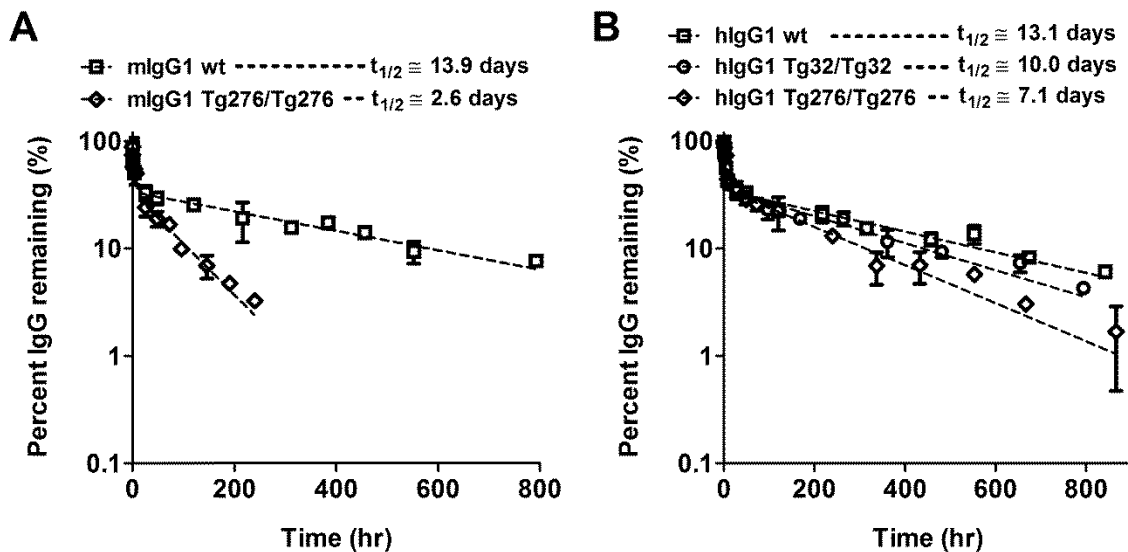 A
mIgG1 wt t1/2 ≅ 13.9 days
mIgG1 Tg276/Tg276 t1/2 ≅ 2.6 days
Percent IgG remaining (%)
100
10
1
0.1
0 200 400 600 800
Time (hr)
B
hIgG1 wt t1/2 ≅ 13.1 days
hIgG1 Tg32/Tg32 t1/2 ≅ 10.0 days
hIgG1 Tg276/Tg276 t1/2 ≅ 7.1 days
Percent IgG remaining (%)
100
10
1
0.1
0 200 400 600 800
Time (hr)